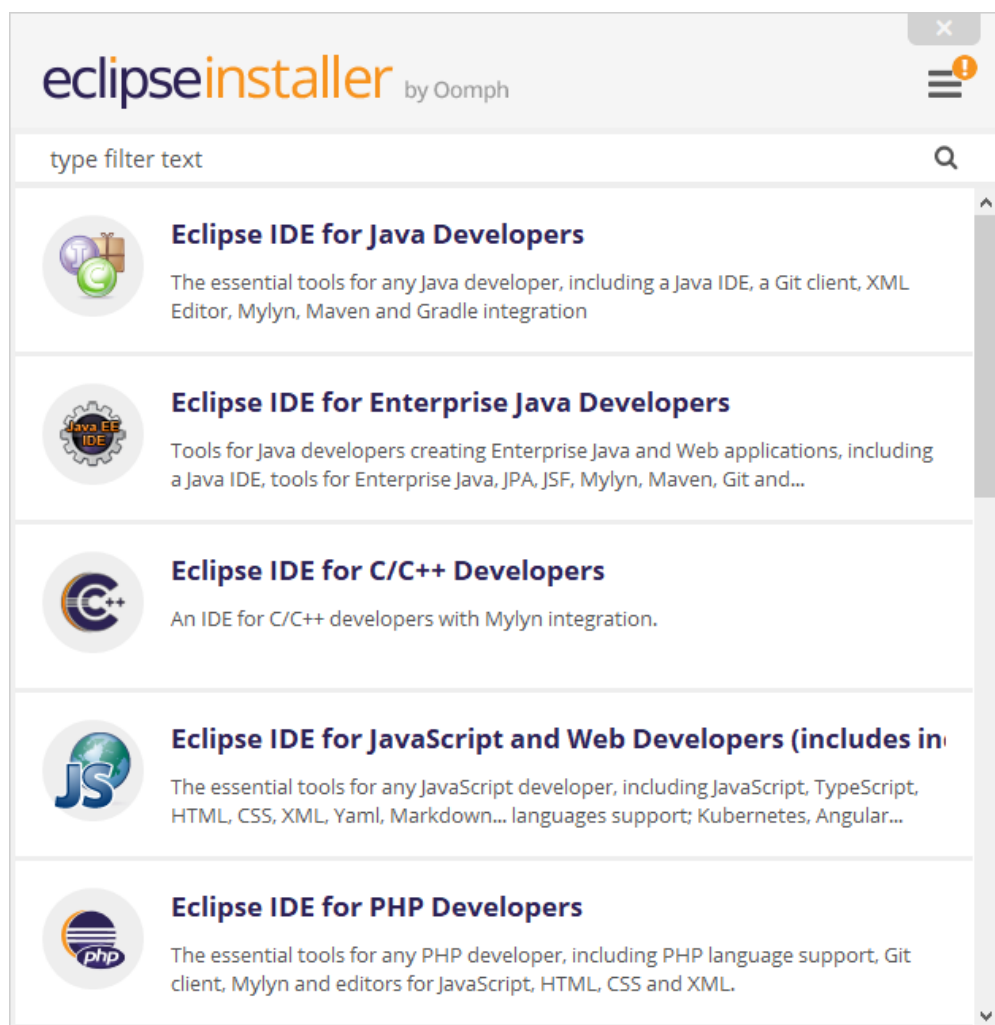 eclipseinstaller by Oomph
type filter text
Eclipse IDE for Java Developers
The essential tools for any Java developer, including a Java IDE, a Git client, XML
Editor, Mylyn, Maven and Gradle integration
Java EE
IDE
Eclipse IDE for Enterprise Java Developers
Tools for Java developers creating Enterprise Java and Web applications, including
a Java IDE, tools for Enterprise Java, JPA, JSF, Mylyn, Maven, Git and...
C++
Eclipse IDE for C/C++ Developers
An IDE for C/C++ developers with Mylyn integration.
JS
Eclipse IDE for JavaScript and Web Developers (includes in
The essential tools for any JavaScript developer, including JavaScript, TypeScript,
HTML, CSS, XML, Yaml, Markdown... languages support; Kubernetes, Angular...
php
Eclipse IDE for PHP Developers
The essential tools for any PHP developer, including PHP language support, Git
client, Mylyn and editors for JavaScript, HTML, CSS and XML.